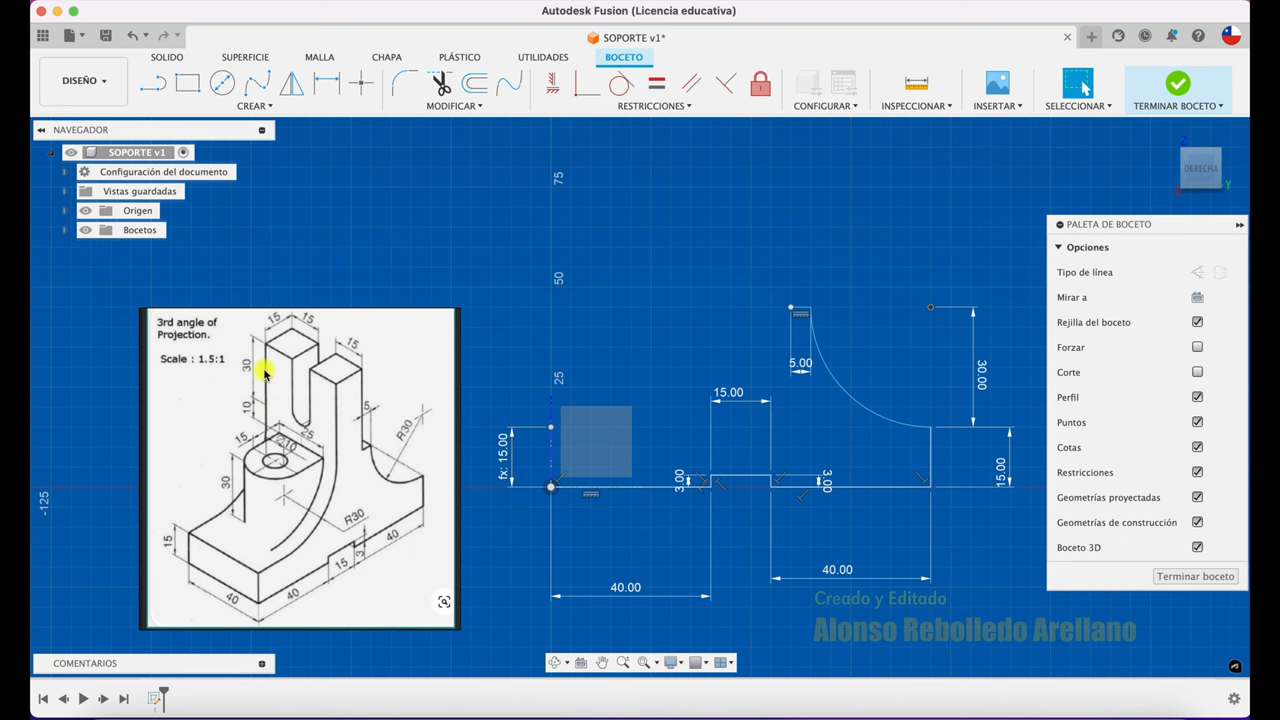 Autodesk Fusion (Licencia educativa)
SOPORTE v1*
SÓLIDO
SUPERFICIE
MALLA
CHAPA
PLÁSTICO
UTILIDADES
BOCETO
DISEÑO
CREAR
MODIFICAR
RESTRICCIONES
CONFIGURAR
INSPECCIONAR
INSERTAR
SELECCIONAR
TERMINAR BOCETO
NAVEGADOR
SOPORTE v1
Configuración del documento
Vistas guardadas
Origen
Bocetos
3rd angle of
Projection.
Scale : 1.5:1
15
15
15
30
10
5
15
25
Ø10
R30
30
R30
15
3
40
15
40
40
-125
75
50
25
5.00
30.00
15.00
fx: 15.00
3.00
3.00
15.00
40.00
40.00
Z
DERECHA
Y
X
PALETA DE BOCETO
Opciones
Tipo de línea
Mirar a
Rejilla del boceto
Forzar
Corte
Perfil
Puntos
Cotas
Restricciones
Geometrías proyectadas
Geometrías de construcción
Boceto 3D
Terminar boceto
Creado y Editado
Alonso Rebolledo Arellano
COMENTARIOS